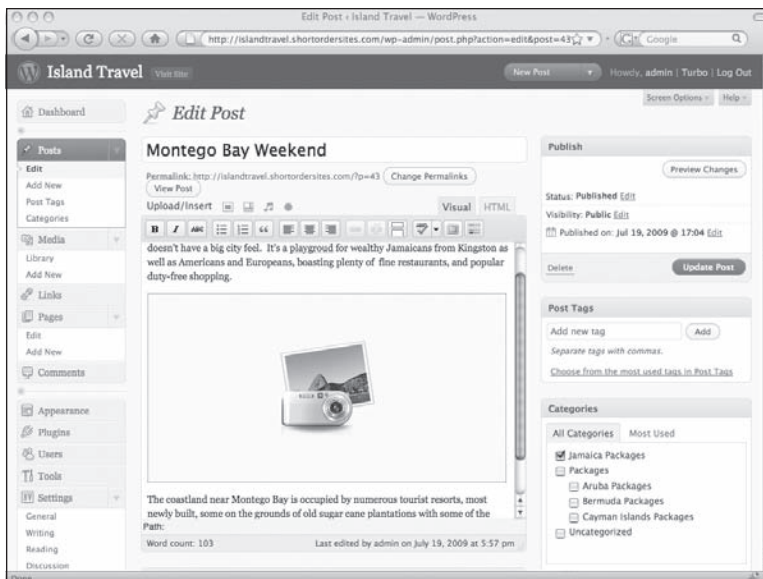 Edit Post ‹ Island Travel — WordPress
http://islandtravel.shortordersites.com/wp-admin/post.php?action=edit&post=43
Google
Island Travel
Visit Site
New Post
Howdy, admin | Turbo | Log Out
Screen Options
Help
Dashboard
Posts
Edit
Add New
Post Tags
Categories
Media
Library
Add New
Links
Pages
Edit
Add New
Comments
Appearance
Plugins
Users
Tools
Settings
General
Writing
Reading
Discussion
Edit Post
Montego Bay Weekend
Permalink: http://islandtravel.shortordersites.com/?p=43 Change Permalinks
View Post
Upload/Insert
Visual HTML
B I ABC
doesn't have a big city feel. It's a playgroud for wealthy Jamaicans from Kingston as
well as Americans and Europeans, boasting plenty of fine restaurants, and popular
duty-free shopping.
The coastland near Montego Bay is occupied by numerous tourist resorts, most
newly built, some on the grounds of old sugar cane plantations with some of the
Path:
Word count: 103
Last edited by admin on July 19, 2009 at 5:57 pm
Publish
Preview Changes
Status: Published Edit
Visibility: Public Edit
Published on: Jul 19, 2009 @ 17:04 Edit
Delete
Update Post
Post Tags
Add new tag
Add
Separate tags with commas.
Choose from the most used tags in Post Tags
Categories
All Categories
Most Used
Jamaica Packages
Packages
Aruba Packages
Bermuda Packages
Cayman Islands Packages
Uncategorized
Done